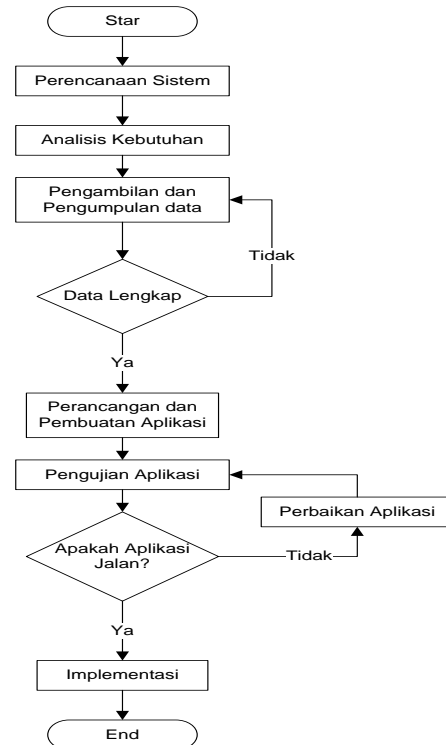 Star
Perencanaan Sistem
Analisis Kebutuhan
Pengambilan dan
Pengumpulan data
Tidak
Data Lengkap
Ya
Perancangan dan
Pembuatan Aplikasi
Pengujian Aplikasi
Perbaikan Aplikasi
Apakah Aplikasi
Jalan?
Tidak
Ya
Implementasi
End